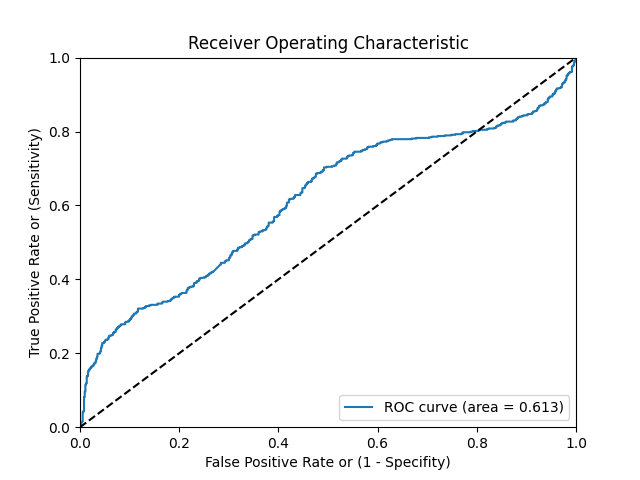 Receiver Operating Characteristic
1.0
0.8
0.6
0.4
0.2
0.0
True Positive Rate or (Sensitivity)
ROC curve (area = 0.613)
0.0 0.2 0.4 0.6 0.8 1.0
False Positive Rate or (1 - Specifity)